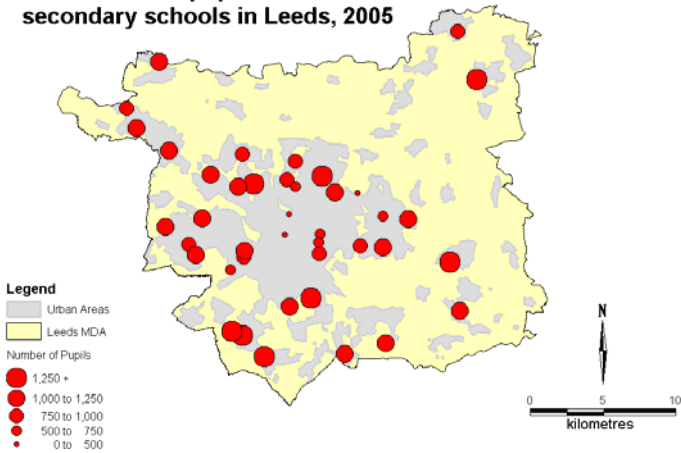 secondary schools in Leeds, 2005
Legend
Urban Areas
Leeds MDA
Number of Pupils
1,250 +
1,000 to 1,250
750 to 1,000
500 to 750
0 to 500
N
0 5 10
kilometres